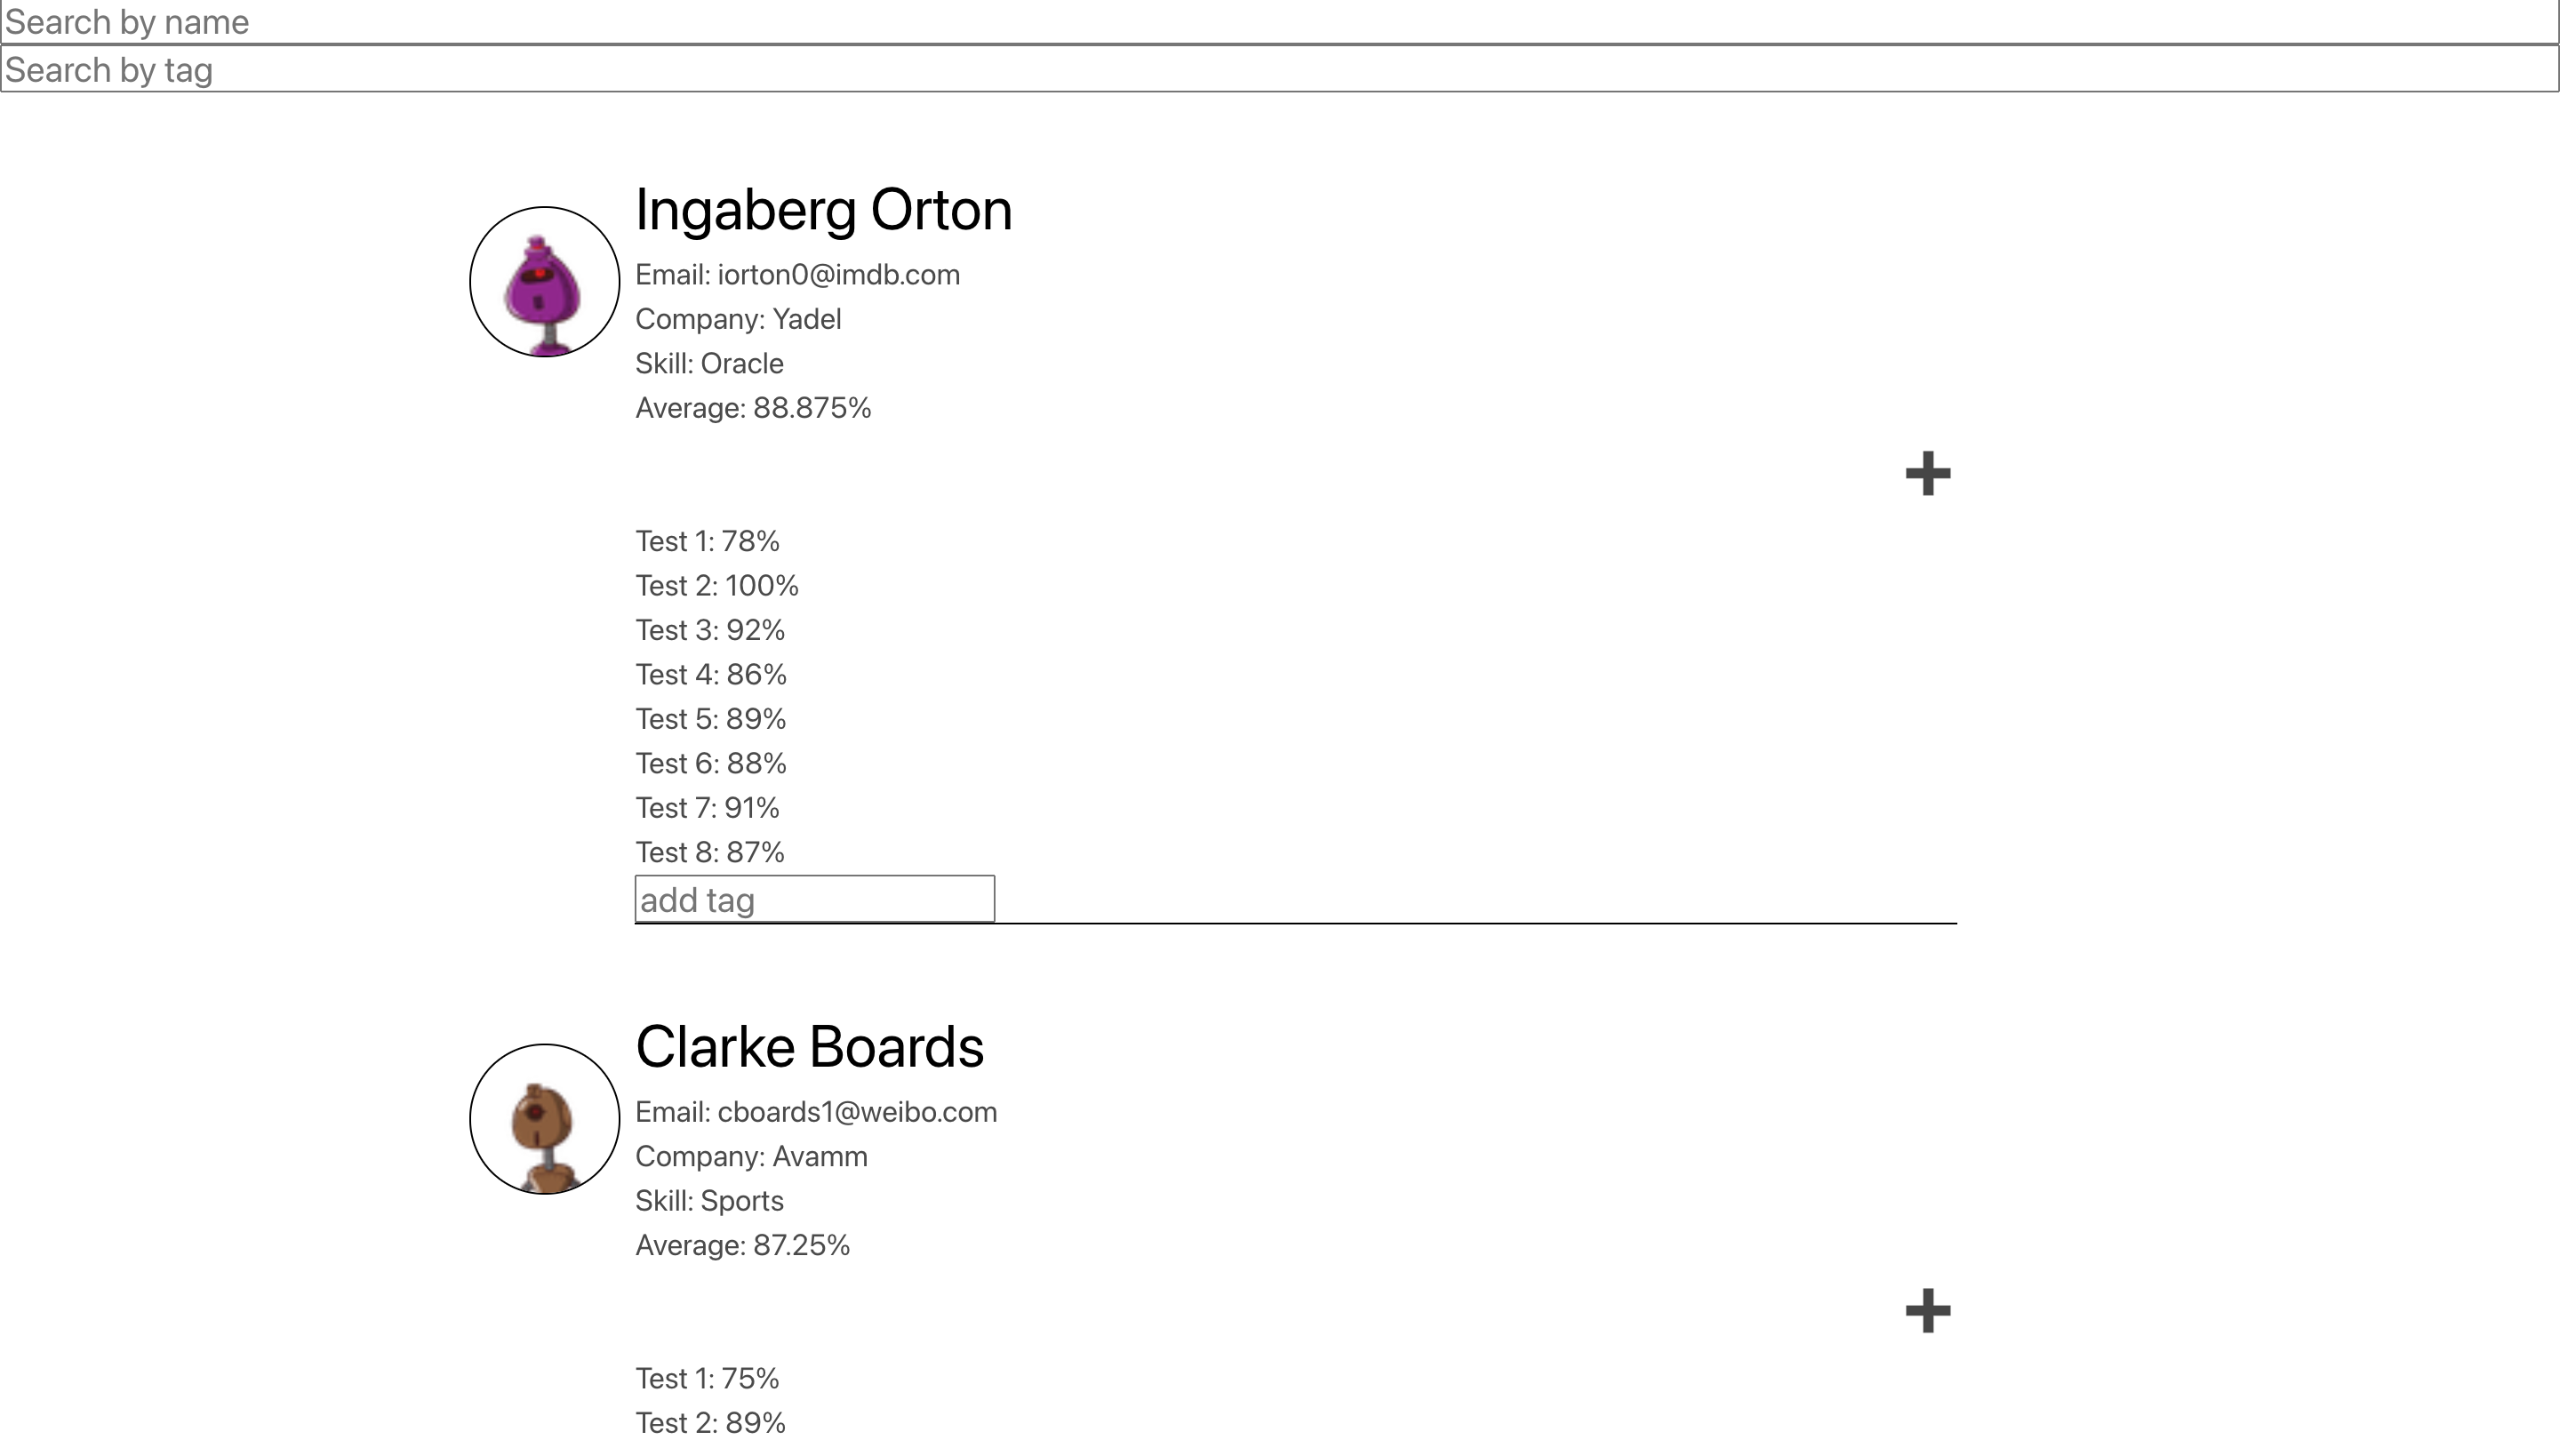 Search by name
Search by tag
Ingaberg Orton
Email: iorton0@imdb.com
Company: Yadel
Skill: Oracle
Average: 88.875%
+
Test 1: 78%
Test 2: 100%
Test 3: 92%
Test 4: 86%
Test 5: 89%
Test 6: 88%
Test 7: 91%
Test 8: 87%
add tag
Clarke Boards
Email: cboards1@weibo.com
Company: Avamm
Skill: Sports
Average: 87.25%
+
Test 1: 75%
Test 2: 89%